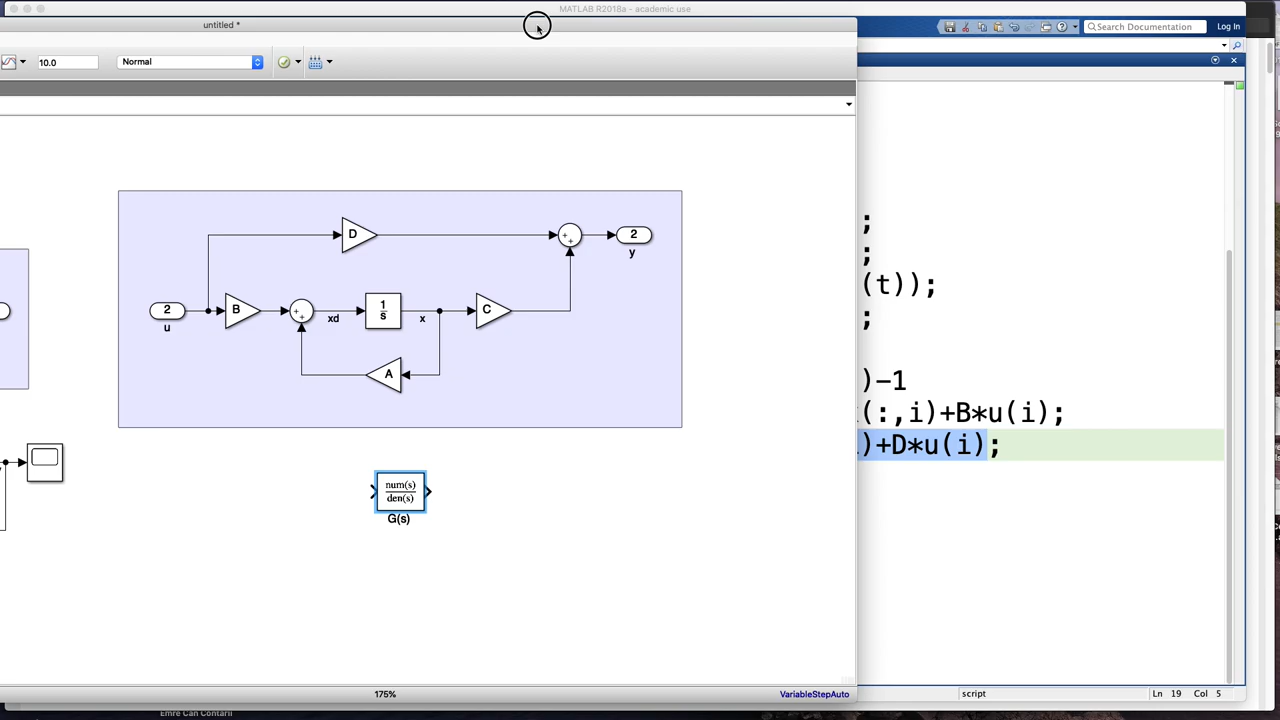 MATLAB R2018a - academic use
untitled *
Search Documentation
Log In
10.0
Normal
D
2
y
2
u
B
xd
1
s
x
C
A
num(s)
den(s)
G(s)
;
;
(t));
;
)-1
(:,i)+B*u(i);
)+D*u(i);
175%
VariableStepAuto
script
Ln 19 Col 5
Emre Can Contarli